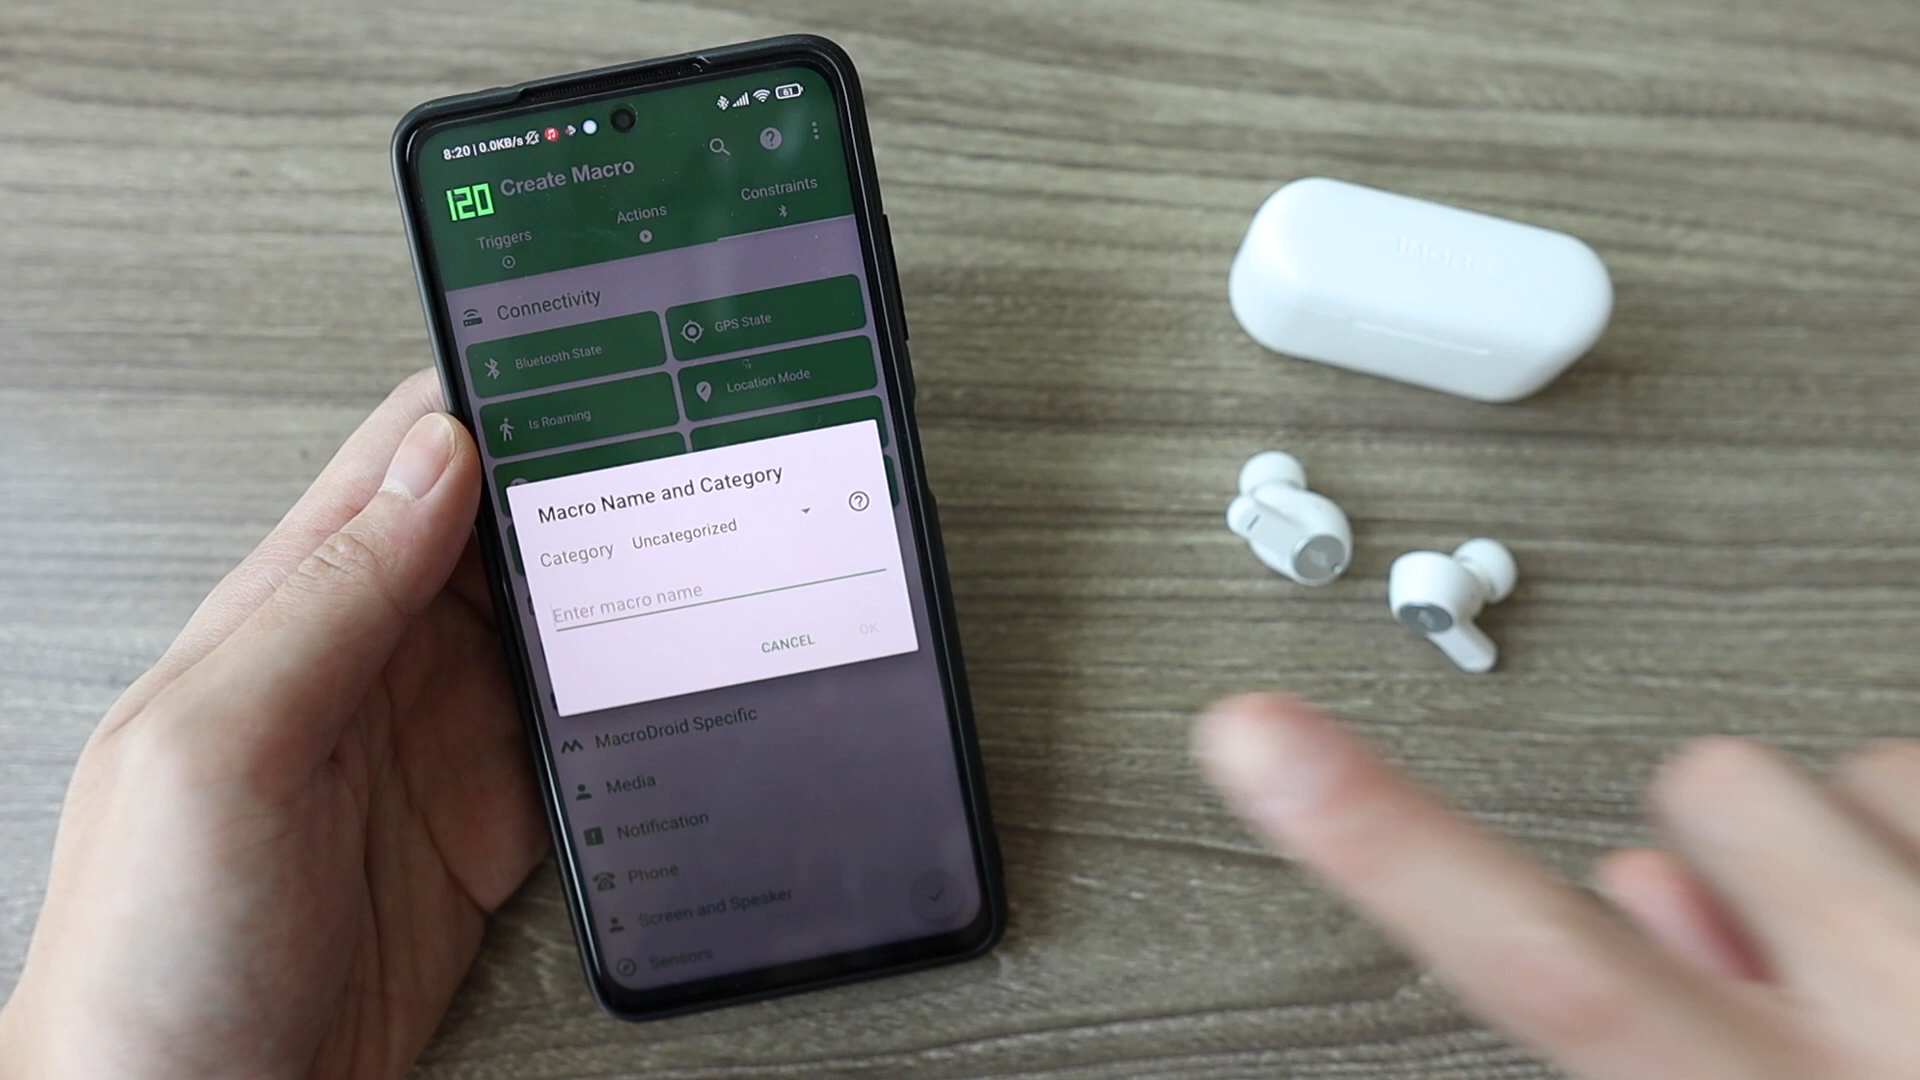 8:20 | 0.0KB/s
61
120
Create Macro
Triggers
Actions
Constraints
Connectivity
Bluetooth State
GPS State
Is Roaming
Location Mode
Macro Name and Category
Category Uncategorized
Enter macro name
CANCEL OK
MacroDroid Specific
Media
Notification
Phone
Screen and Speaker
Sensors